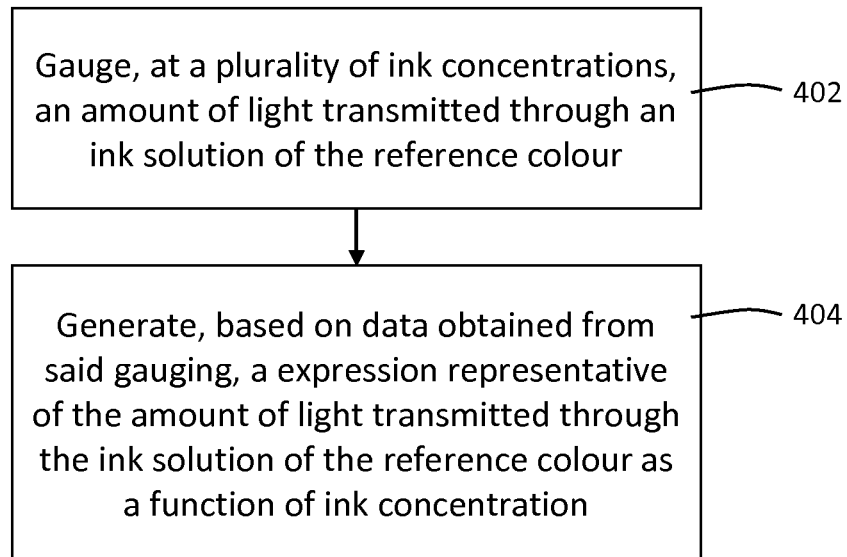 Gauge, at a plurality of ink concentrations,
an amount of light transmitted through an
ink solution of the reference colour
402
Generate, based on data obtained from
said gauging, a expression representative
of the amount of light transmitted through
the ink solution of the reference colour as
a function of ink concentration
404